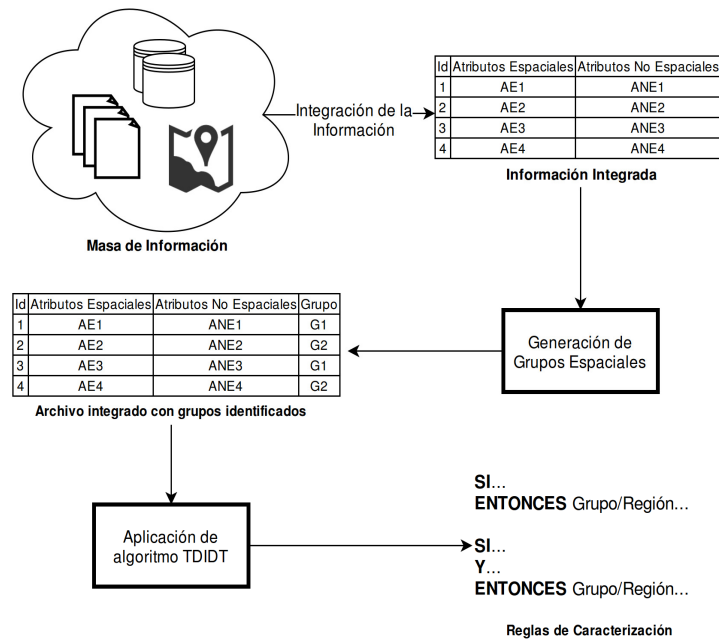 Masa de Información
Integración de la
Información
Id Atributos Espaciales Atributos No Espaciales
1 AE1 ANE1
2 AE2 ANE2
3 AE3 ANE3
4 AE4 ANE4
Información Integrada
Generación de
Grupos Espaciales
Id Atributos Espaciales Atributos No Espaciales Grupo
1 AE1 ANE1 G1
2 AE2 ANE2 G2
3 AE3 ANE3 G1
4 AE4 ANE4 G2
Archivo integrado con grupos identificados
Aplicación de
algoritmo TDIDT
SI...
ENTONCES Grupo/Región...
SI...
Y...
ENTONCES Grupo/Región...
Reglas de Caracterización